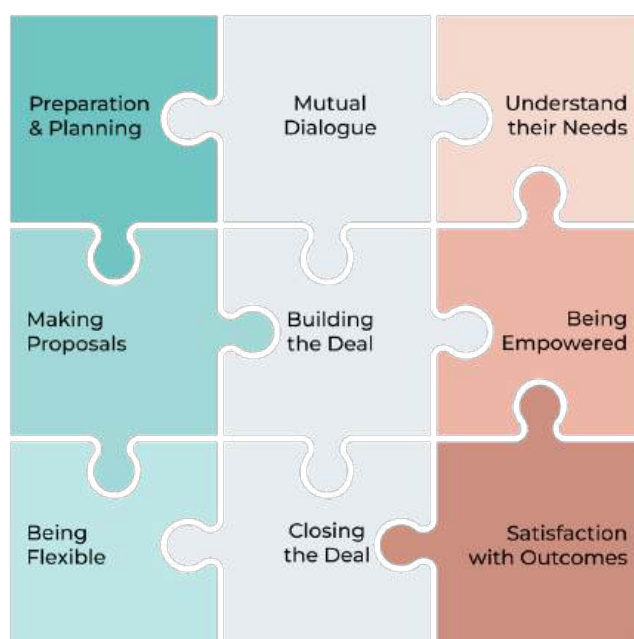 Preparation
& Planning
Mutual
Dialogue
Understand
their Needs
Making
Proposals
Building
the Deal
Being
Empowered
Being
Flexible
Closing
the Deal
Satisfaction
with Outcomes